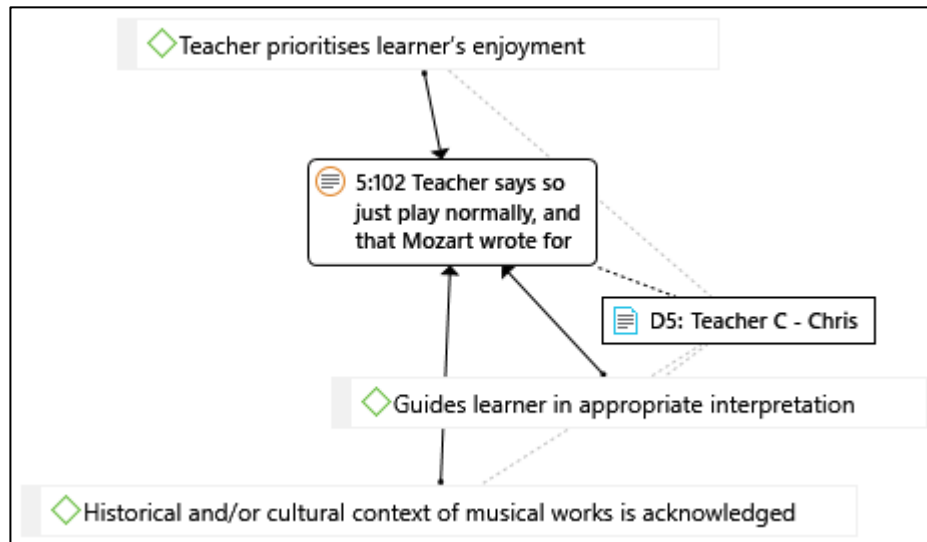 Teacher prioritises learner's enjoyment
5:102 Teacher says so
just play normally, and
that Mozart wrote for
D5: Teacher C - Chris
Guides learner in appropriate interpretation
Historical and/or cultural context of musical works is acknowledged